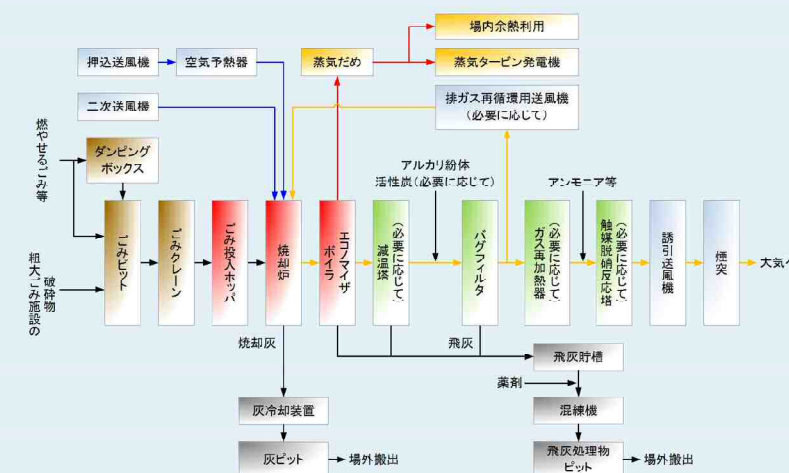 場内余熱利用
押込送風機
空気予熱器
蒸気だめ
蒸気タービン発電機
二次送風機
排ガス再循環用送風機
(必要に応じて)
燃やせるごみ等
ダンピング
ボックス
アルカリ紛体
活性炭(必要に応じて)
アンモニア等
ごみピット
ごみクレーン
ごみ投入ホッパ
焼却炉
エコノマイザ
ボイラ
(必要に応じて)
減温塔
バグフィルタ
(必要に応じて)
ガス再加熱器
(必要に応じて)
触媒脱硝反応塔
誘引送風機
煙突
大気へ
破砕物
粗大ごみ施設の
焼却灰
飛灰
飛灰貯槽
薬剤
灰冷却装置
混練機
灰ピット
場外搬出
飛灰処理物
ピット
場外搬出